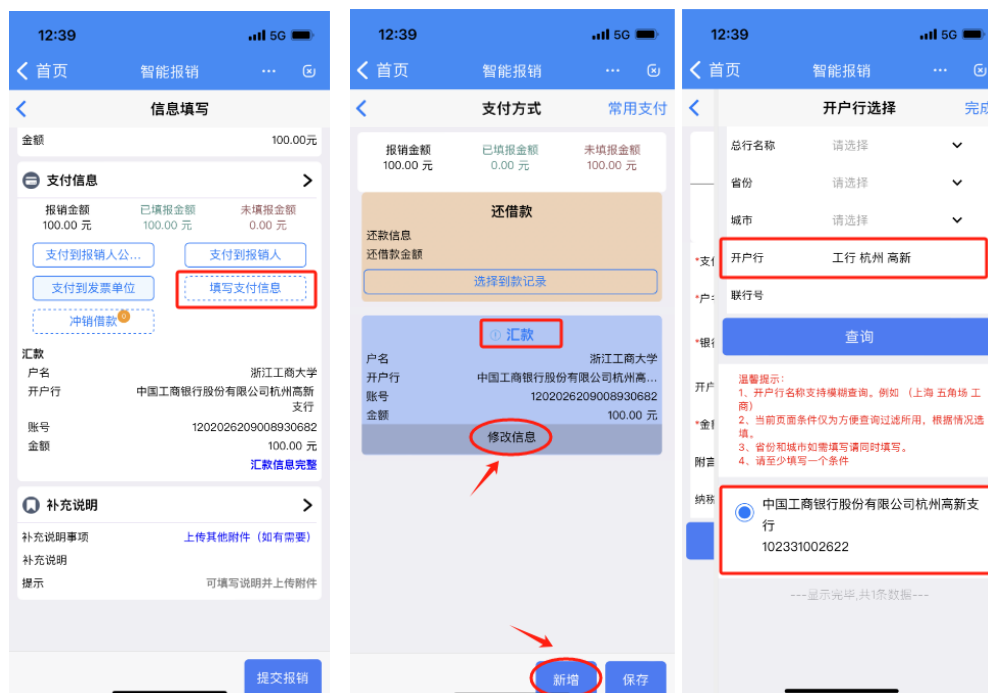 12:39
5G
首页
智能报销
信息填写
金额
100.00元
支付信息
报销金额
已填报金额
未填报金额
100.00 元
100.00 元
0.00 元
支付到报销人公...
支付到报销人
支付到发票单位
填写支付信息
冲销借款
0
汇款
户名
浙江工商大学
开户行
中国工商银行股份有限公司杭州高新
支行
账号
1202026209008930682
金额
100.00 元
汇款信息完整
补充说明
补充说明事项
上传其他附件（如有需要）
补充说明
提示
可填写说明并上传附件
提交报销
12:39
5G
首页
智能报销
支付方式
常用支付
报销金额
已填报金额
未填报金额
100.00 元
0.00 元
100.00 元
还借款
还款信息
还借款金额
选择到款记录
汇款
户名
浙江工商大学
开户行
中国工商银行股份有限公司杭州高...
账号
1202026209008930682
金额
100.00 元
修改信息
新增
保存
12:39
5G
首页
智能报销
开户行选择
完成
总行名称
请选择
省份
请选择
城市
请选择
*支付
开户行
工行 杭州 高新
*户名
联行号
*银行
查询
开户
*金额
附言
纳税
温馨提示：
1、开户行名称支持模糊查询。例如 （上海 五角场 工
商）
2、当前页面条件仅为方便查询过滤所用，根据情况选
填。
3、省份和城市如需填写请同时填写。
4、请至少填写一个条件
中国工商银行股份有限公司杭州高新支
行
102331002622
---显示完毕,共1条数据---